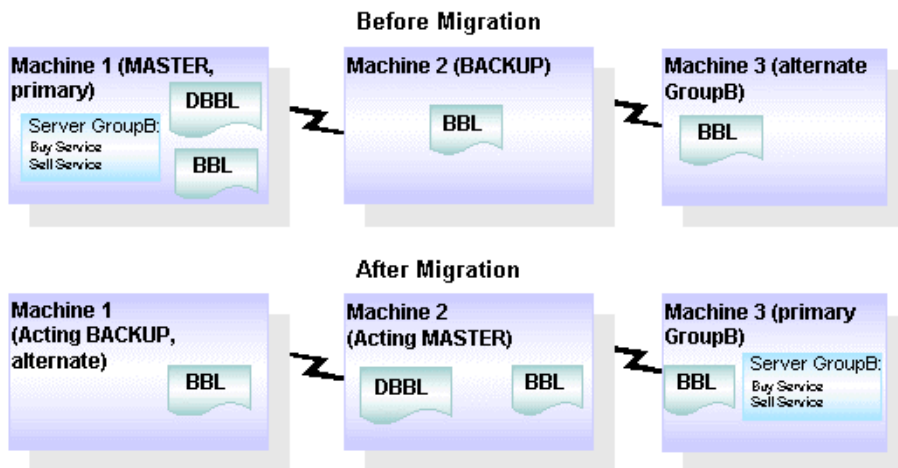 Before Migration
Machine 1 (MASTER,
primary)
DBBL
Server GroupB:
Buy Service
Sell Service
BBL
Machine 2 (BACKUP)
BBL
Machine 3 (alternate
GroupB)
BBL
After Migration
Machine 1
(Acting BACKUP,
alternate)
BBL
Machine 2
(Acting MASTER)
DBBL
BBL
Machine 3 (primary
GroupB)
BBL
Server GroupB:
Buy Service
Sell Service